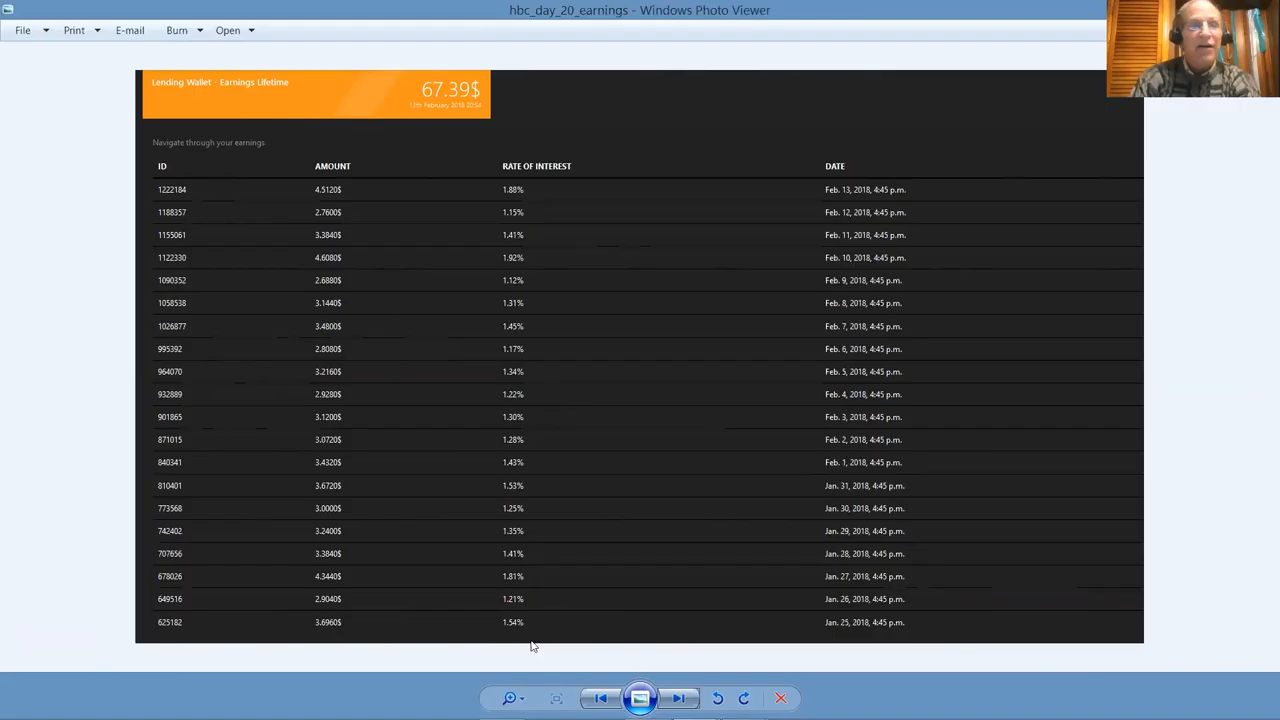 hbc_day_20_earnings - Windows Photo Viewer
File Print E-mail Burn Open
Lending Wallet - Earnings Lifetime
67.39$
13th February 2018 20:54
Navigate through your earnings
ID AMOUNT RATE OF INTEREST DATE
1222184 4.5120$ 1.88% Feb. 13, 2018, 4:45 p.m.
1188357 2.7600$ 1.15% Feb. 12, 2018, 4:45 p.m.
1155061 3.3840$ 1.41% Feb. 11, 2018, 4:45 p.m.
1122330 4.6080$ 1.92% Feb. 10, 2018, 4:45 p.m.
1090352 2.6880$ 1.12% Feb. 9, 2018, 4:45 p.m.
1058538 3.1440$ 1.31% Feb. 8, 2018, 4:45 p.m.
1026877 3.4800$ 1.45% Feb. 7, 2018, 4:45 p.m.
995392 2.8080$ 1.17% Feb. 6, 2018, 4:45 p.m.
964070 3.2160$ 1.34% Feb. 5, 2018, 4:45 p.m.
932889 2.9280$ 1.22% Feb. 4, 2018, 4:45 p.m.
901865 3.1200$ 1.30% Feb. 3, 2018, 4:45 p.m.
871015 3.0720$ 1.28% Feb. 2, 2018, 4:45 p.m.
840341 3.4320$ 1.43% Feb. 1, 2018, 4:45 p.m.
810401 3.6720$ 1.53% Jan. 31, 2018, 4:45 p.m.
773568 3.0000$ 1.25% Jan. 30, 2018, 4:45 p.m.
742402 3.2400$ 1.35% Jan. 29, 2018, 4:45 p.m.
707656 3.3840$ 1.41% Jan. 28, 2018, 4:45 p.m.
678026 4.3440$ 1.81% Jan. 27, 2018, 4:45 p.m.
649516 2.9040$ 1.21% Jan. 26, 2018, 4:45 p.m.
625182 3.6960$ 1.54% Jan. 25, 2018, 4:45 p.m.